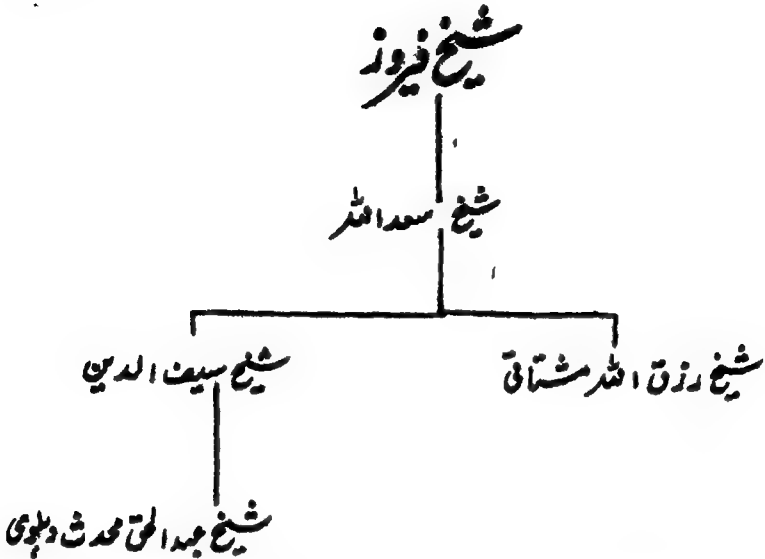 شیخ فیروز
شیخ سعد اللہ
شیخ رزق اللہ مشتاقی
شیخ سیف الدین
شیخ عبد الحق محدث دہلوی